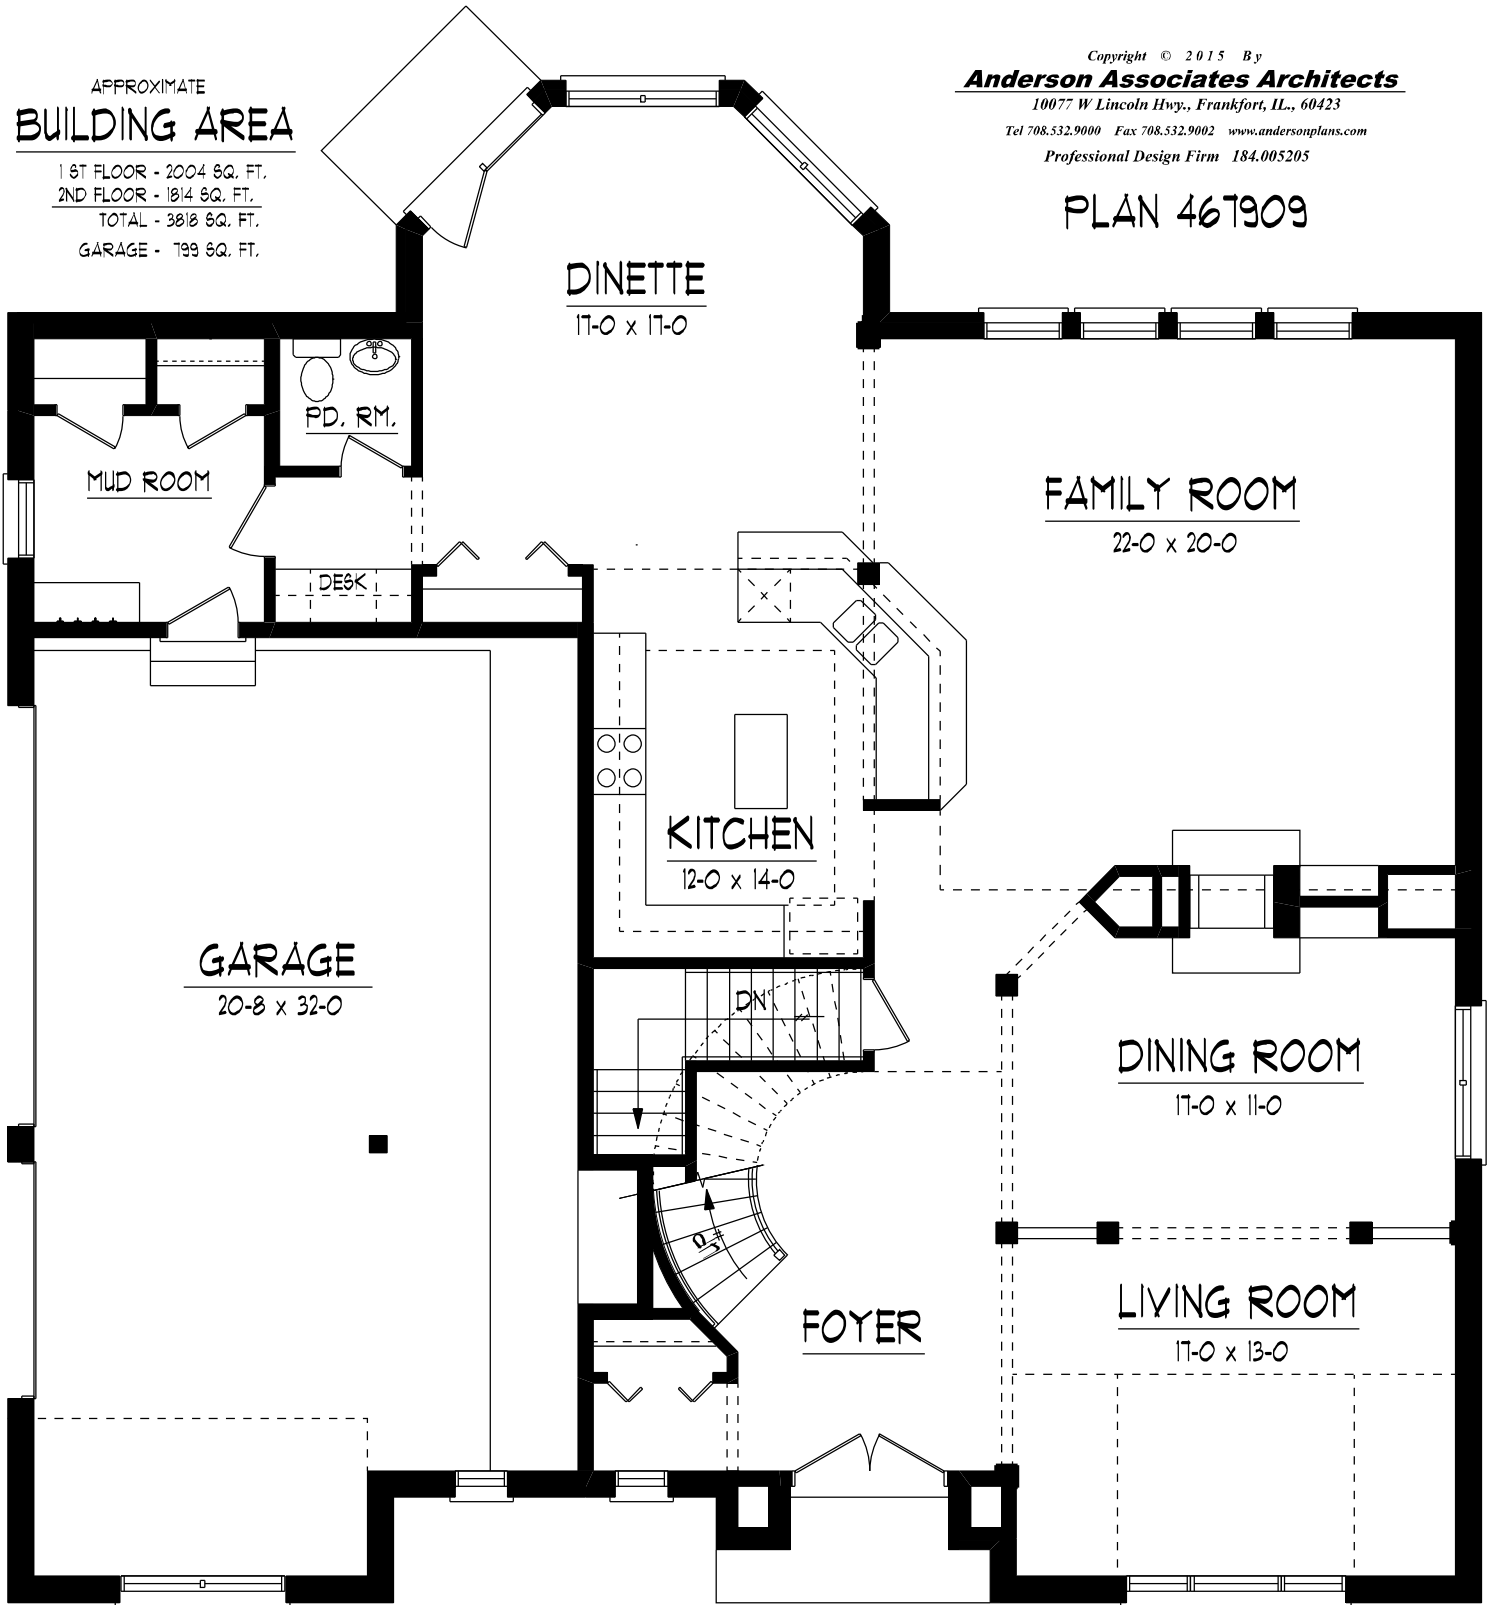 APPROXIMATE
BUILDING AREA
1 ST FLOOR - 2004 SQ. FT.
2ND FLOOR - 1814 SQ. FT.
TOTAL - 3818 SQ. FT.
GARAGE - 799 SQ. FT.
Copyright © 2015 By
Anderson Associates Architects
10077 W Lincoln Hwy., Frankfort, IL., 60423
Tel 708.532.9000 Fax 708.532.9002 www.andersonplans.com
Professional Design Firm 184.005205
PLAN 467909
DINETTE
17-0 x 17-0
PD. RM.
MUD ROOM
FAMILY ROOM
22-0 x 20-0
DESK
KITCHEN
12-0 x 14-0
GARAGE
20-8 x 32-0
DN
DINING ROOM
17-0 x 11-0
LIVING ROOM
17-0 x 13-0
FOYER